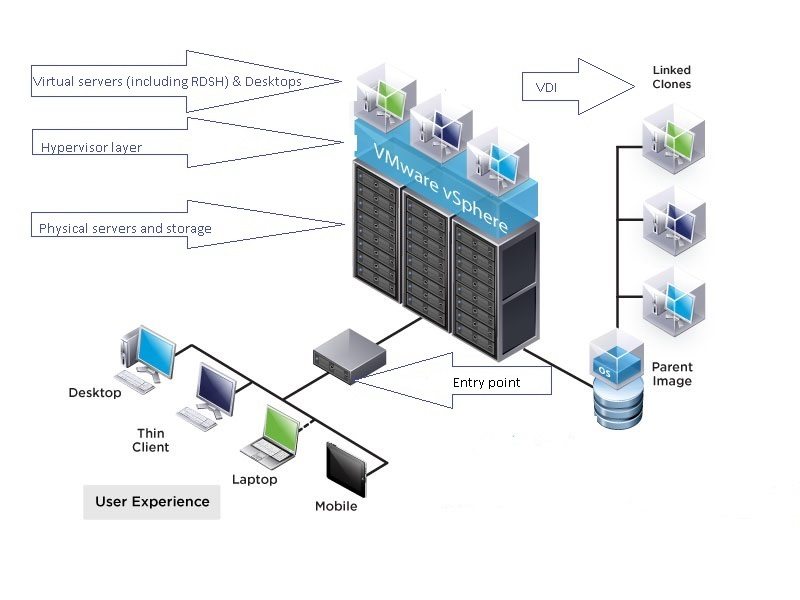 Virtual servers (including RDSH) & Desktops
VDI
Linked
Clones
Hypervisor layer
VMware vSphere
Physical servers and storage
Entry point
OS
Parent
Image
Desktop
Thin
Client
Laptop
Mobile
User Experience